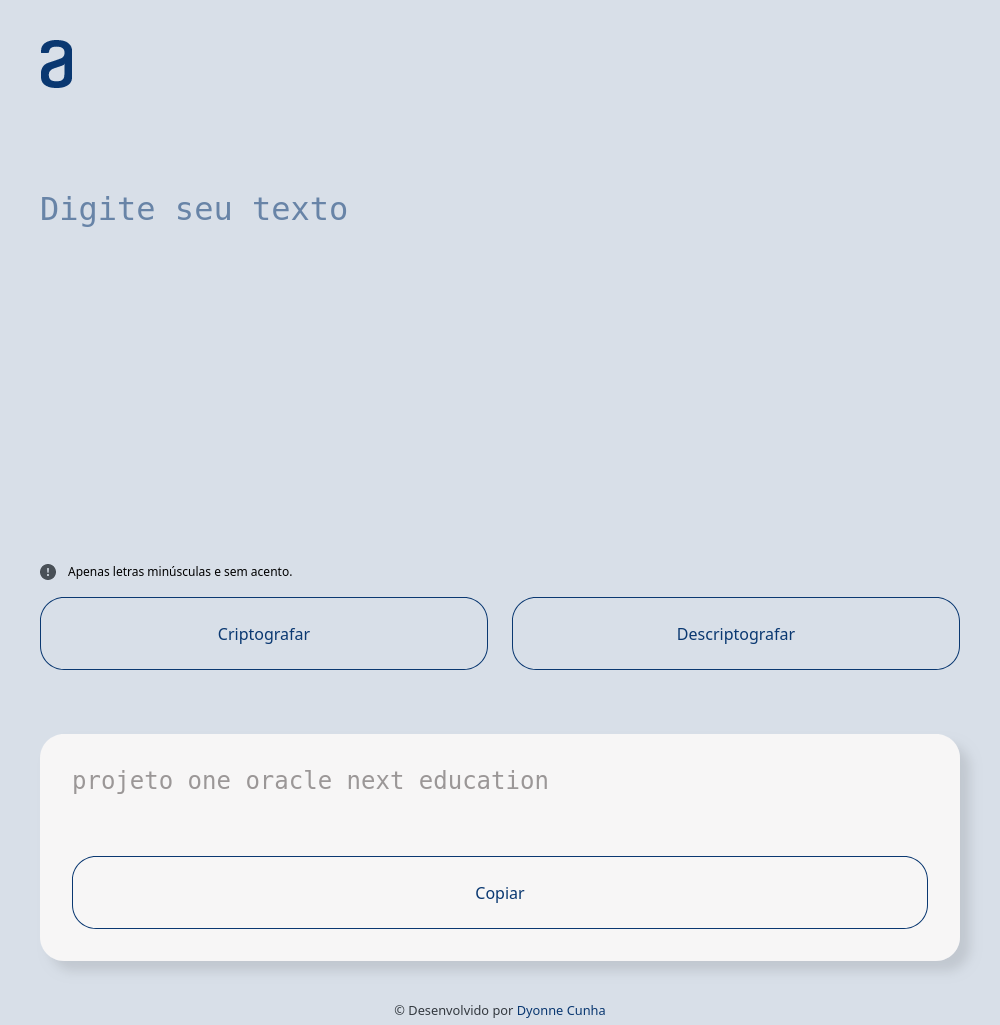 a
Digite seu texto
Apenas letras minúsculas e sem acento.
Criptografar
Descriptografar
projeto one oracle next education
Copiar
© Desenvolvido por Dyonne Cunha